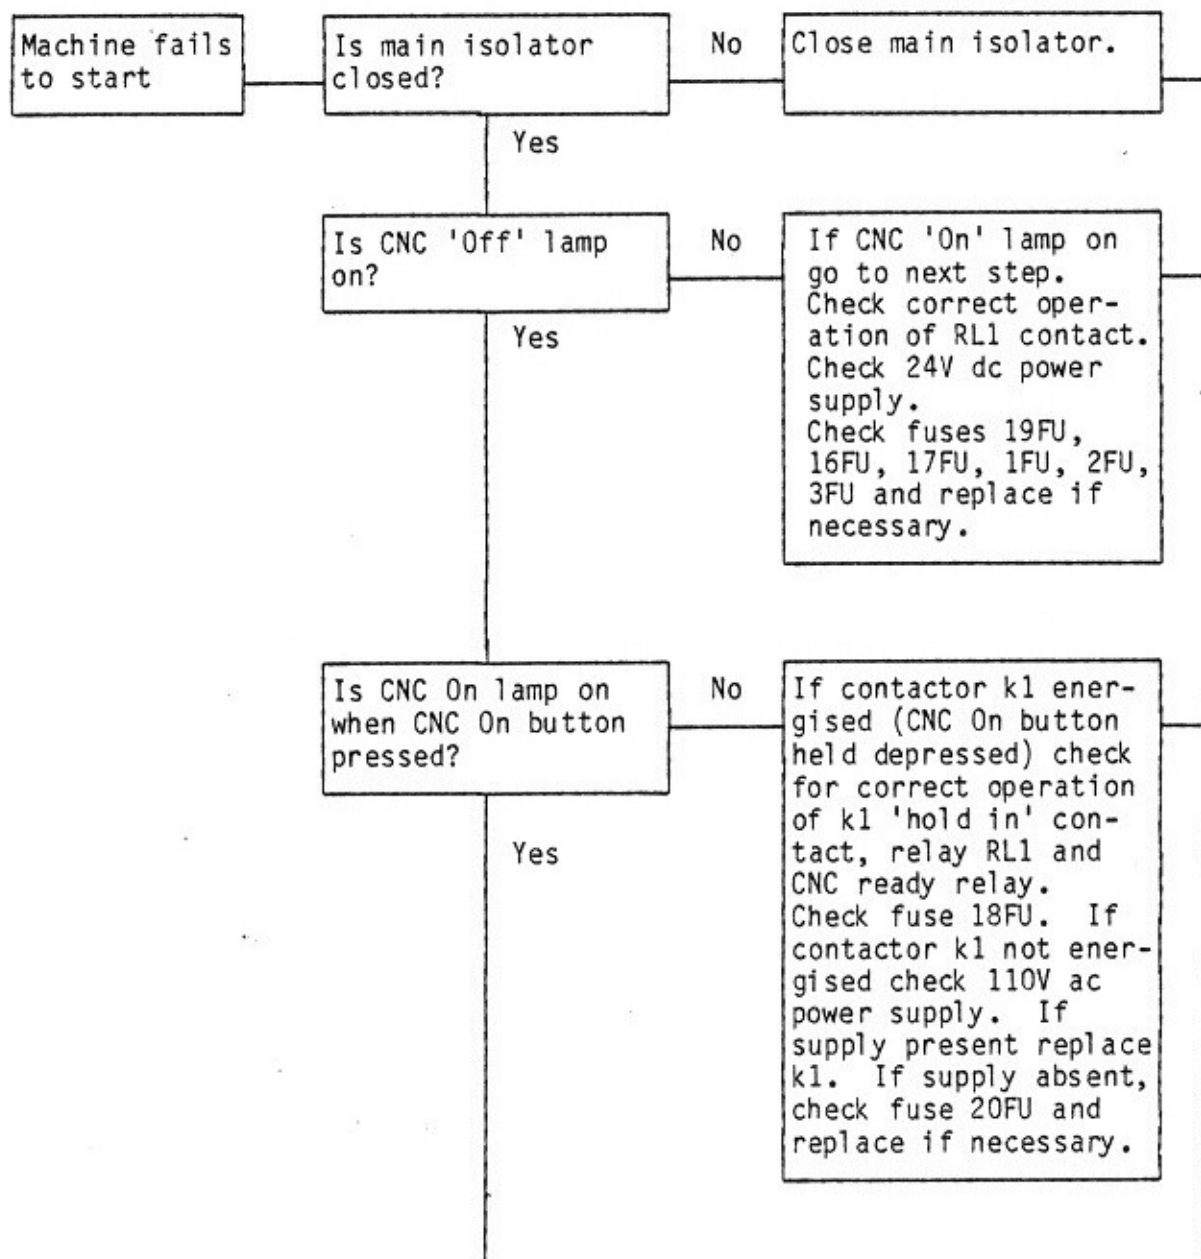 Machine fails
to start
Is main isolator
closed?
No
Close main isolator.
Yes
Is CNC 'Off' lamp
on?
No
If CNC 'On' lamp on
go to next step.
Check correct oper-
ation of RL1 contact.
Check 24V dc power
supply.
Check fuses 19FU,
16FU, 17FU, 1FU, 2FU,
3FU and replace if
necessary.
Yes
Is CNC On lamp on
when CNC On button
pressed?
No
If contactor k1 ener-
gised (CNC On button
held depressed) check
for correct operation
of k1 'hold in' con-
tact, relay RL1 and
CNC ready relay.
Check fuse 18FU. If
contactor k1 not ener-
gised check 110V ac
power supply. If
supply present replace
k1. If supply absent,
check fuse 20FU and
replace if necessary.
Yes